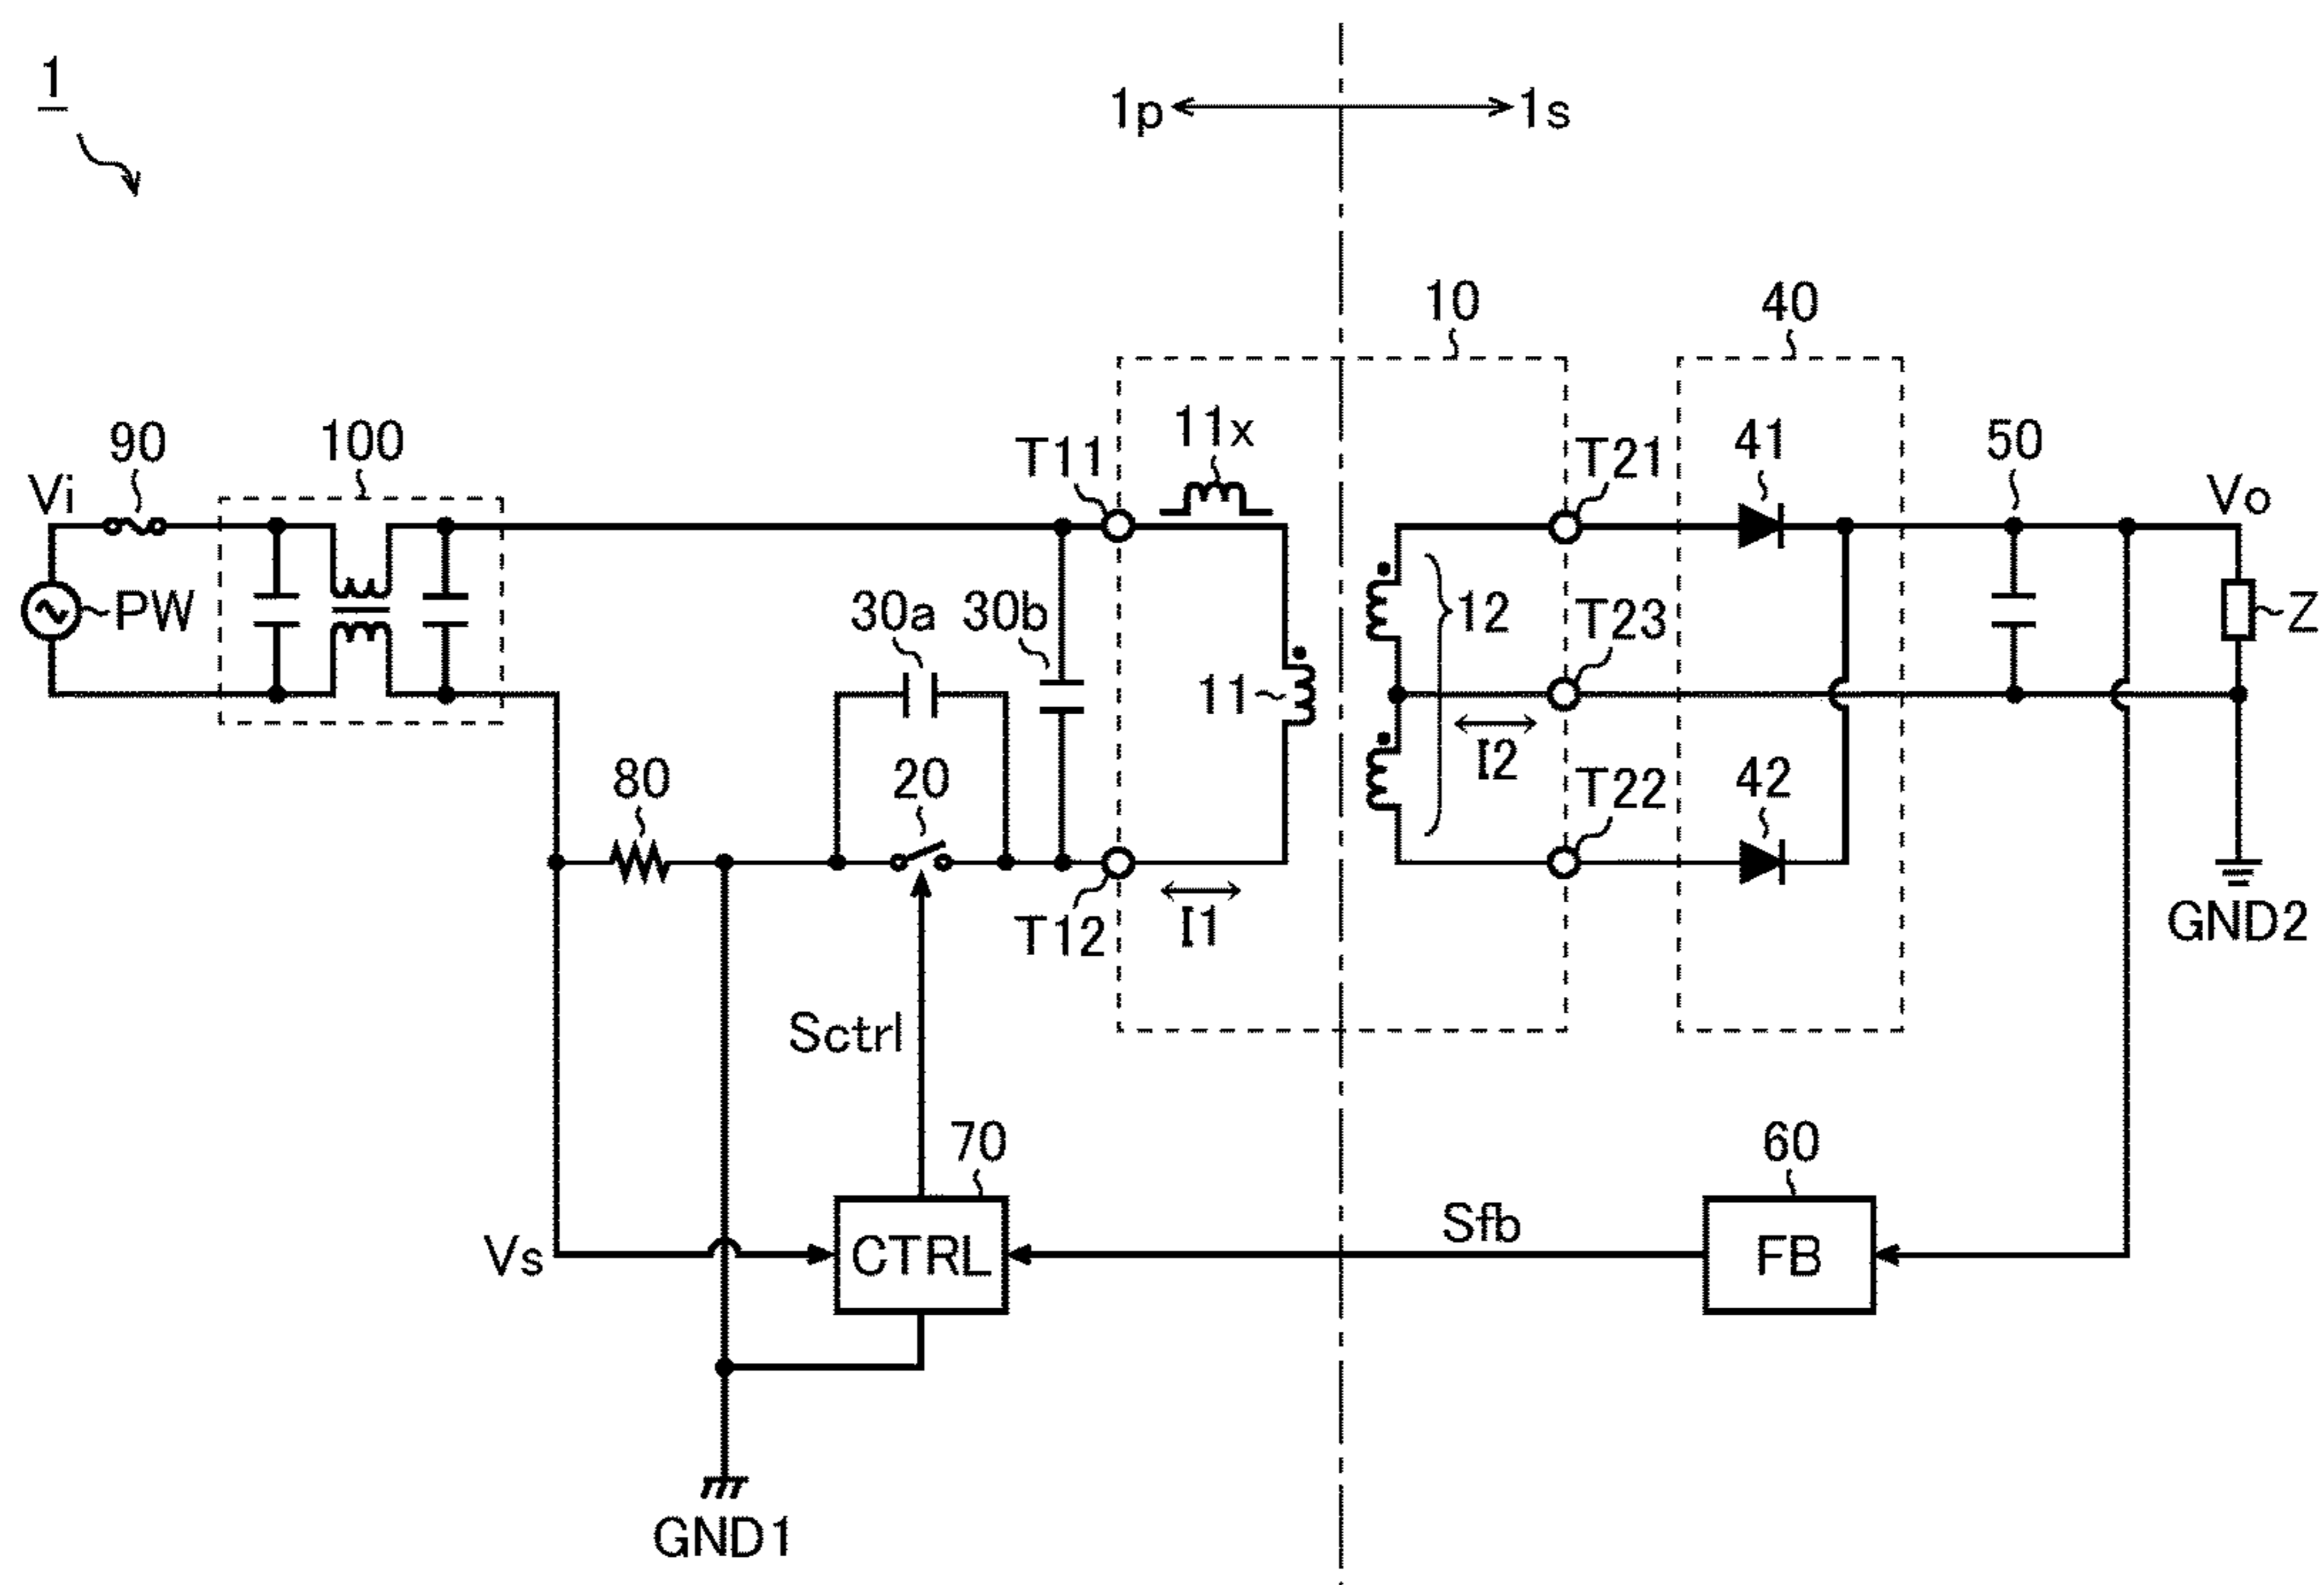 1
1p 1s
10 40
90 100 T11 11x T21 41 50
Vi Vo
PW 30a 30b 12 T23 Z
11
80 20 I2 T22 42
T12 I1 GND2
Sctrl
70 60
Vs CTRL Sfb FB
GND1